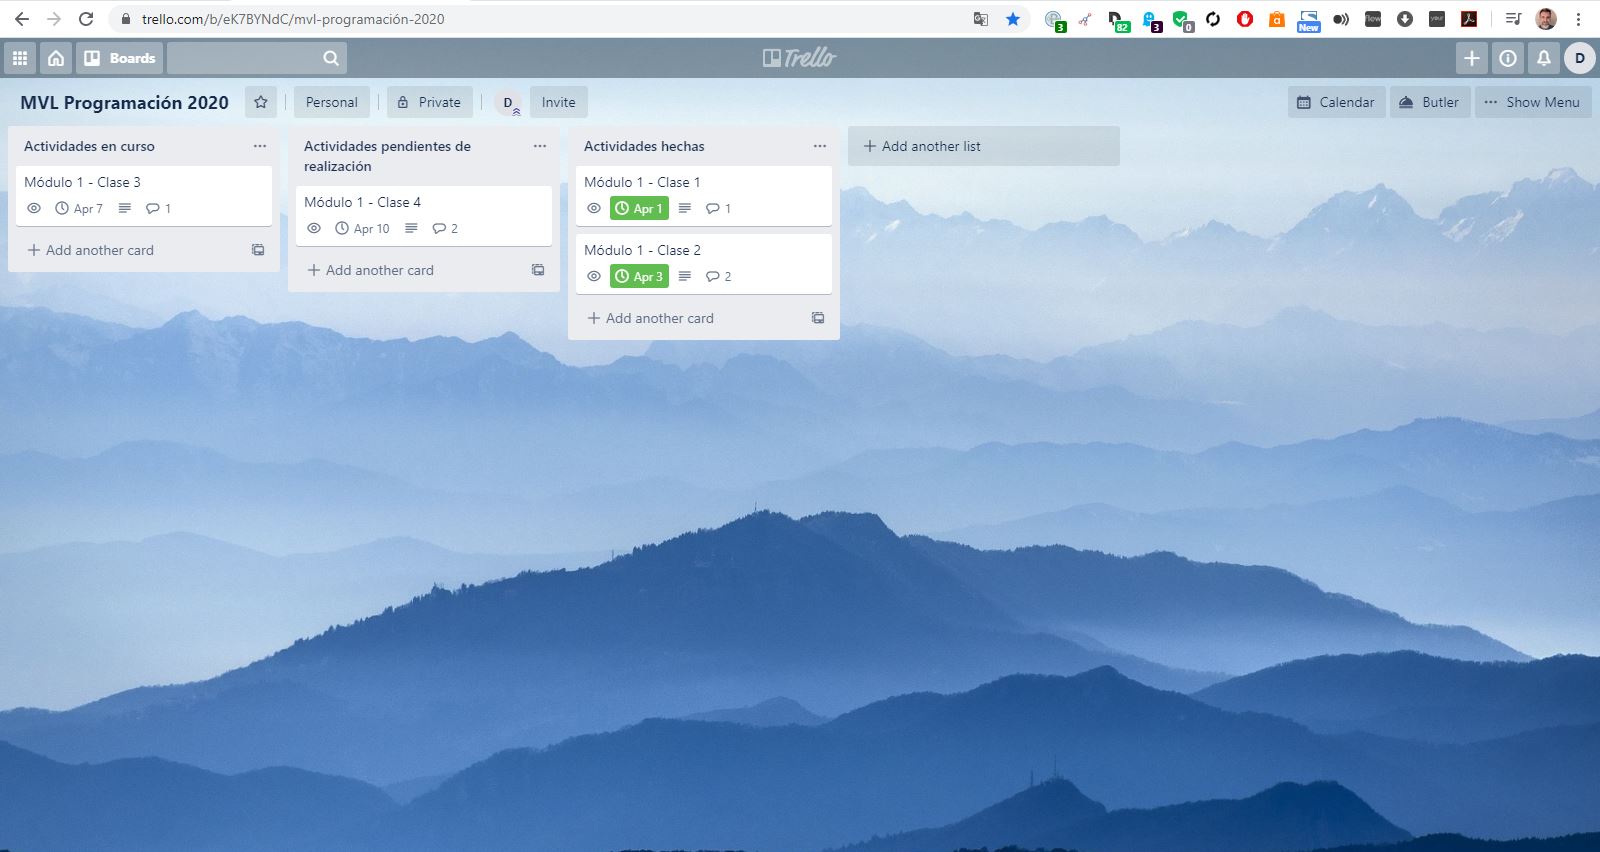 trello.com/b/eK7BYNdC/mvl-programación-2020
3
82
3
0
New
flow
your
Boards
Trello
D
MVL Programación 2020
Personal
Private
D
Invite
Calendar
Butler
Show Menu
Actividades en curso
Módulo 1 - Clase 3
Apr 7
1
Add another card
Actividades pendientes de
realización
Módulo 1 - Clase 4
Apr 10
2
Add another card
Actividades hechas
Módulo 1 - Clase 1
Apr 1
1
Módulo 1 - Clase 2
Apr 3
2
Add another card
Add another list